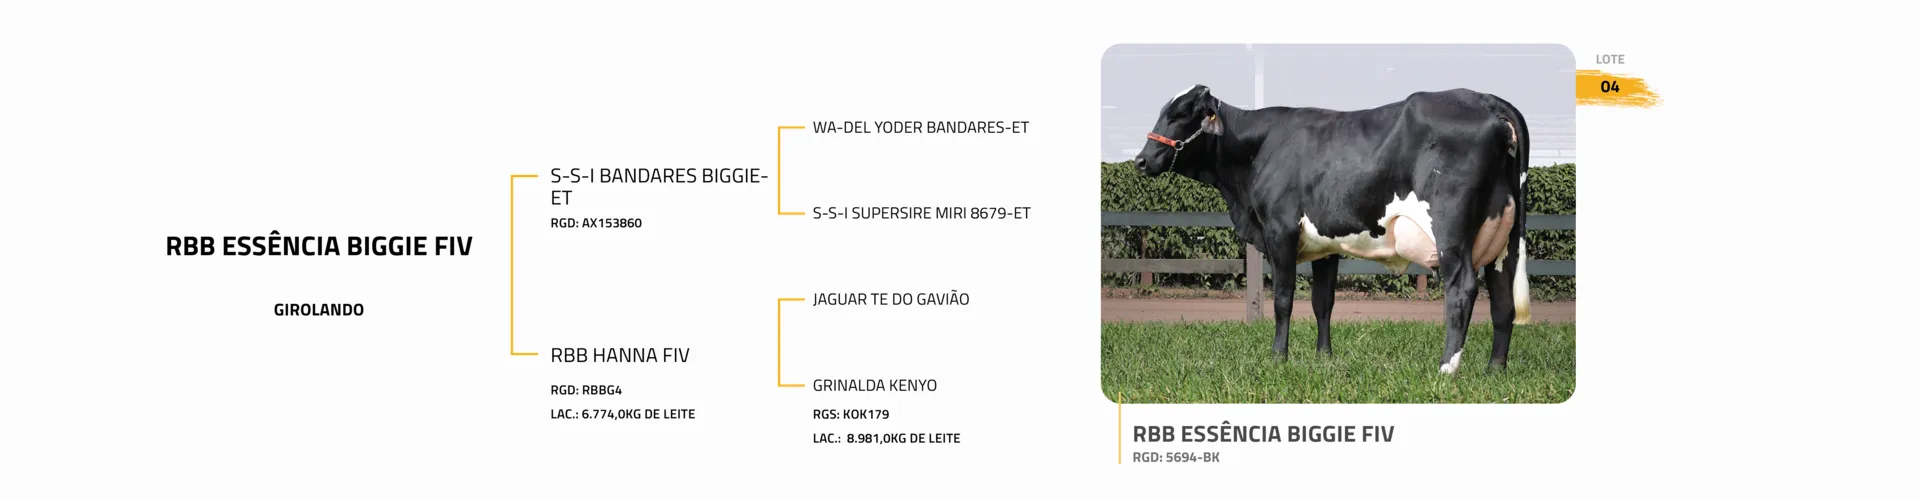 RBB ESSÊNCIA BIGGIE FIV
GIROLANDO
S-S-I BANDARES BIGGIE-
ET
RGD: AX153860
RBB HANNA FIV
RGD: RBBG4
LAC.: 6.774,0KG DE LEITE
WA-DEL YODER BANDARES-ET
S-S-I SUPERSIRE MIRI 8679-ET
JAGUAR TE DO GAVIÃO
GRINALDA KENYO
RGS: KOK179
LAC.: 8.981,0KG DE LEITE
LOTE
04
RBB ESSÊNCIA BIGGIE FIV
RGD: 5694-BK